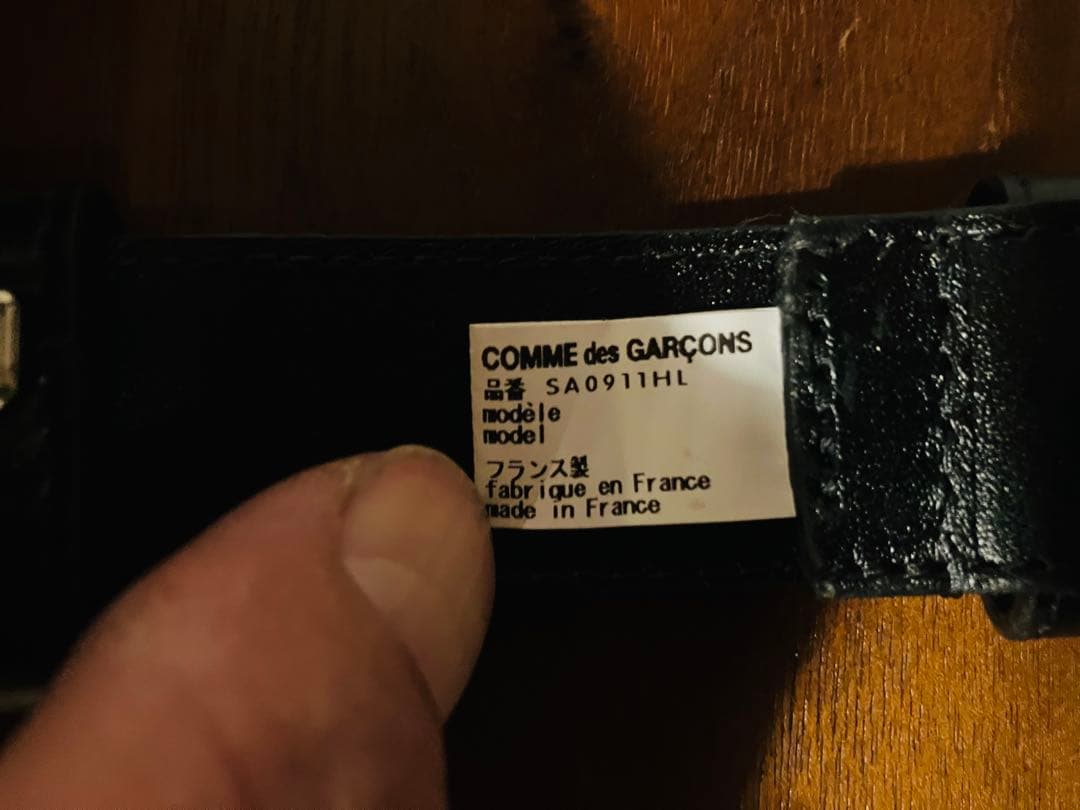 COMME des GARÇONS
品番 SA0911HL
modèle
model
フランス製
fabrique en France
made in France